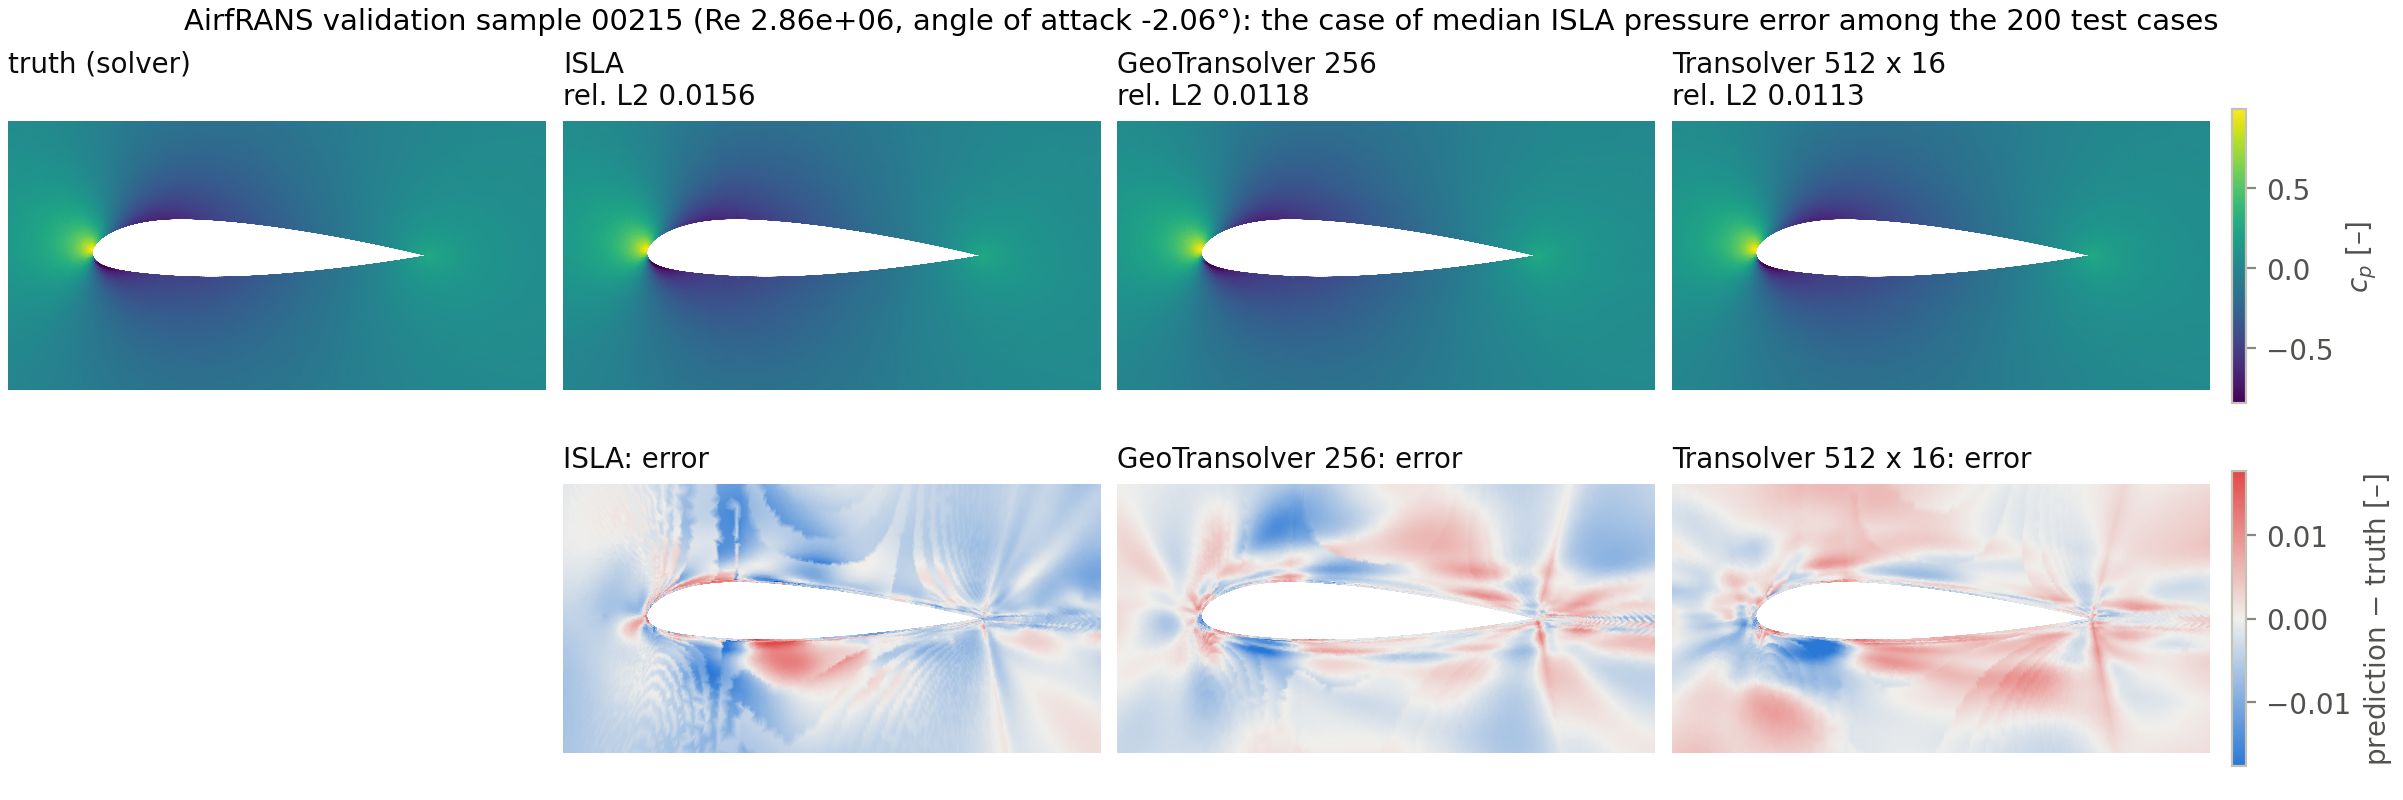 AirfRANS validation sample 00215 (Re 2.86e+06, angle of attack -2.06°): the case of median ISLA pressure error among the 200 test cases
truth (solver)
ISLA
rel. L2 0.0156
GeoTransolver 256
rel. L2 0.0118
Transolver 512 x 16
rel. L2 0.0113
0.5
0.0
−0.5
c_p [–]
ISLA: error
GeoTransolver 256: error
Transolver 512 x 16: error
0.01
0.00
−0.01
prediction − truth [–]